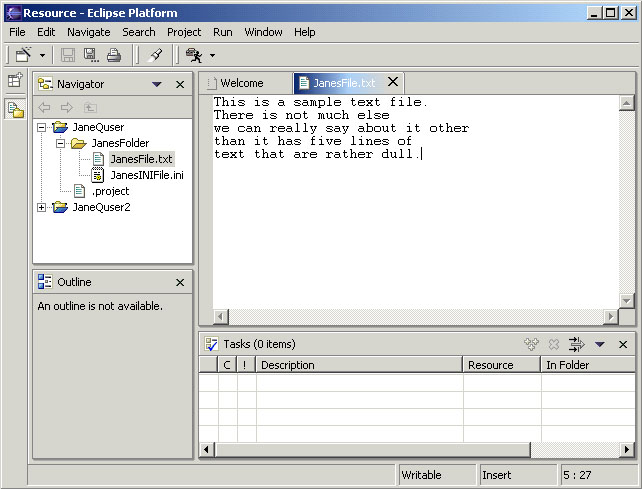 Resource - Eclipse Platform
File Edit Navigate Search Project Run Window Help
Navigator
JaneQuser
JanesFolder
JanesFile.txt
JanesINIFile.ini
.project
JaneQuser2
Outline
An outline is not available.
Welcome JanesFile.txt
This is a sample text file.
There is not much else
we can really say about it other
than it has five lines of
text that are rather dull.
Tasks (0 items)
C ! Description Resource In Folder
Writable Insert 5 : 27